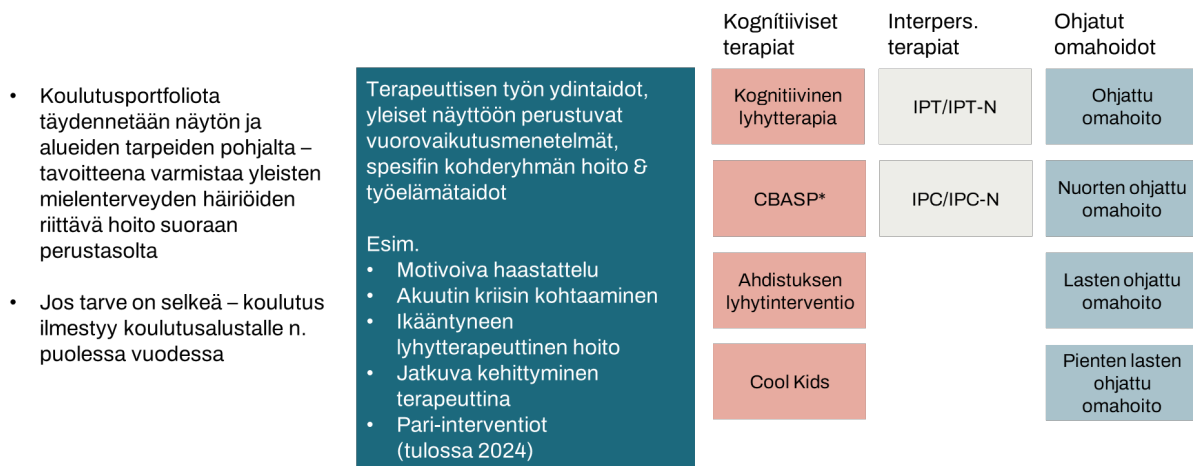 • Koulutusportfoliota
täydennetään näytön ja
alueiden tarpeiden pohjalta –
tavoitteena varmistaa yleisten
mielenterveyden häiriöiden
riittävä hoito suoraan
perustasolta
• Jos tarve on selkeä – koulutus
ilmestyy koulutusalustalle n.
puolessa vuodessa
Terapeuttisen työn ydintaidot,
yleiset näyttöön perustuvat
vuorovaikutusmenetelmät,
spesifin kohderyhmän hoito &
työelämätaidot
Esim.
• Motivoiva haastattelu
• Akuutin kriisin kohtaaminen
• Ikääntyneen
lyhytterapeuttinen hoito
• Jatkuva kehittyminen
terapeuttina
• Pari-interventiot
(tulossa 2024)
Kognítiiviset
terapiat
Kognitiivinen
lyhytterapia
CBASP*
Ahdistuksen
lyhytinterventio
Cool Kids
Interpers.
terapiat
IPT/IPT-N
IPC/IPC-N
Ohjatut
omahoidot
Ohjattu
omahoito
Nuorten ohjattu
omahoito
Lasten ohjattu
omahoito
Pienten lasten
ohjattu
omahoito